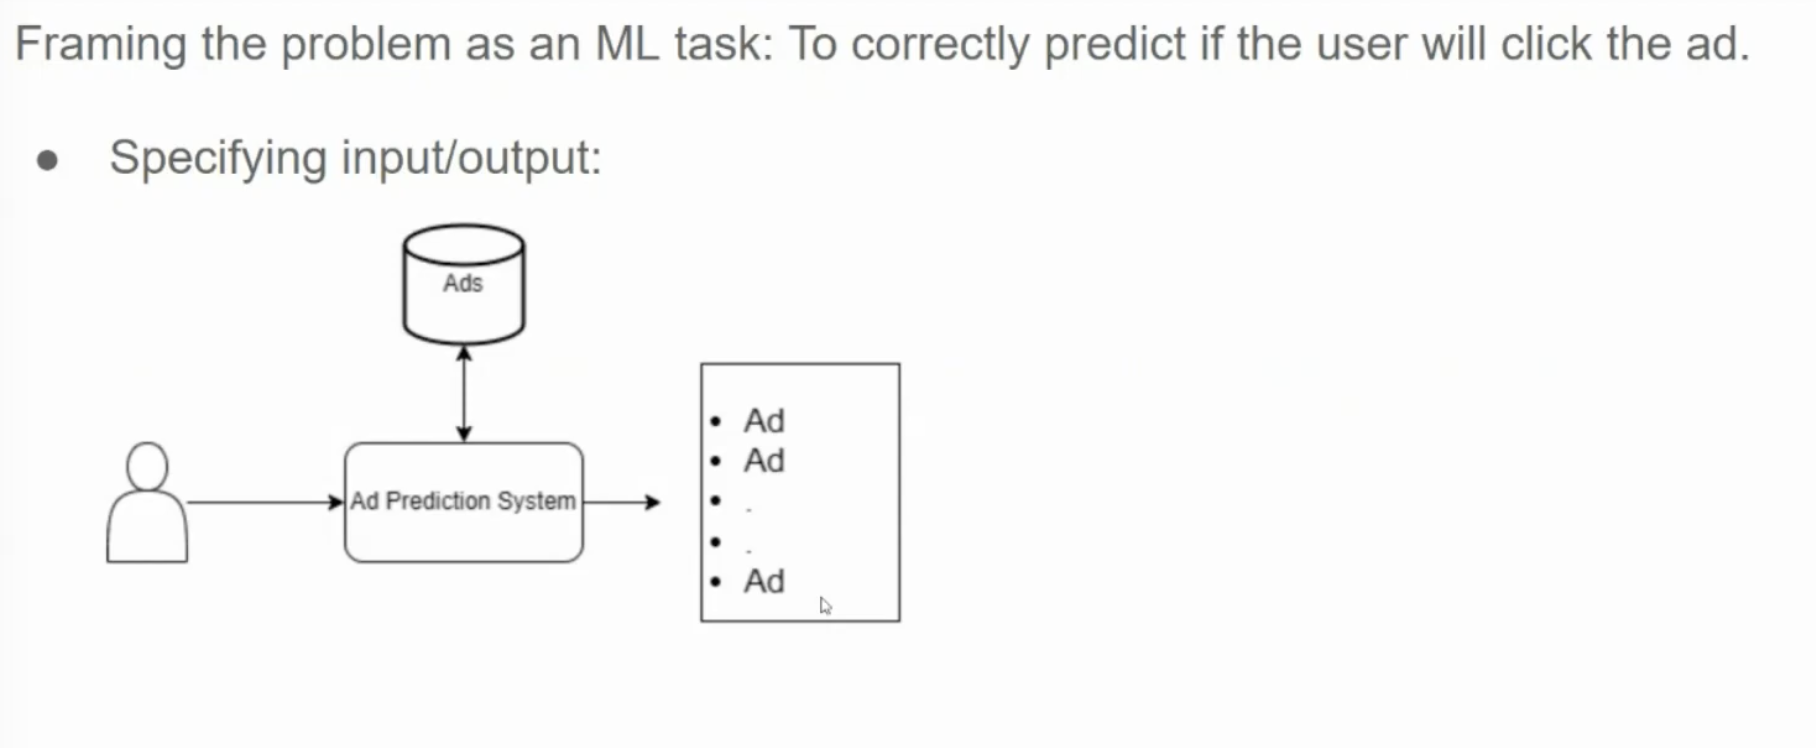 Framing the problem as an ML task: To correctly predict if the user will click the ad.
● Specifying input/output:
Ads
Ad Prediction System
• Ad
• Ad
• .
• .
• Ad